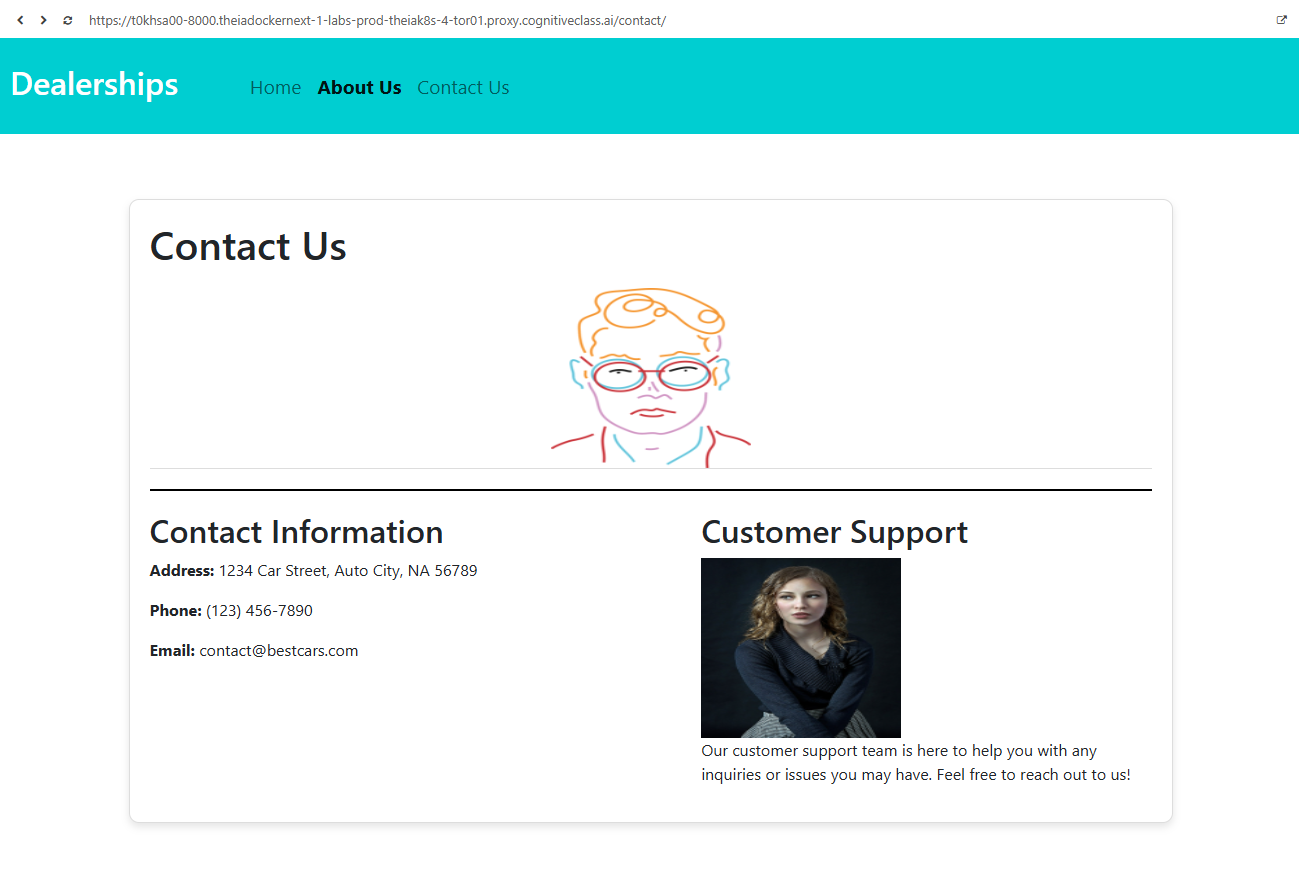 https://t0khsa00-8000.theiadockernext-1-labs-prod-theiak8s-4-tor01.proxy.cognitiveclass.ai/contact/
Dealerships
Home About Us Contact Us
Contact Us
Contact Information
Address: 1234 Car Street, Auto City, NA 56789
Phone: (123) 456-7890
Email: contact@bestcars.com
Customer Support
Our customer support team is here to help you with any
inquiries or issues you may have. Feel free to reach out to us!